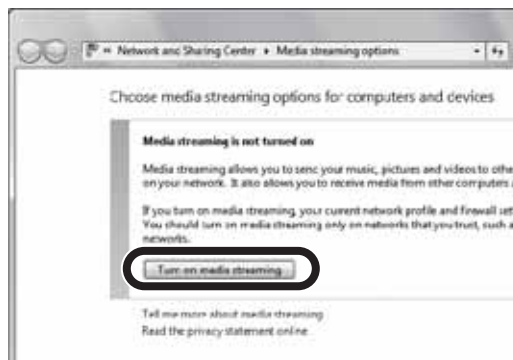 « Network and Sharing Center ▸ Media streaming options
Choose media streaming options for computers and devices
Media streaming is not turned on
Media streaming allows you to send your music, pictures and videos to othe
on your network. It also allows you to receive media from other computers a
If you turn on media streaming, your current network profile and firewall set
You should turn on media streaming only on networks that you trust, such a
networks.
Turn on media streaming
Tell me more about media streaming
Read the privacy statement online